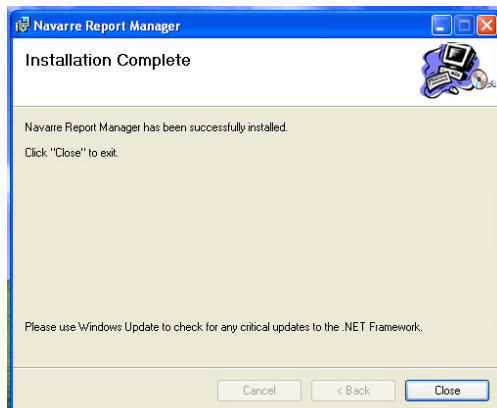 Navarre Report Manager
Installation Complete
Navarre Report Manager has been successfully installed.
Click "Close" to exit.
Please use Windows Update to check for any critical updates to the .NET Framework.
Cancel
< Back
Close